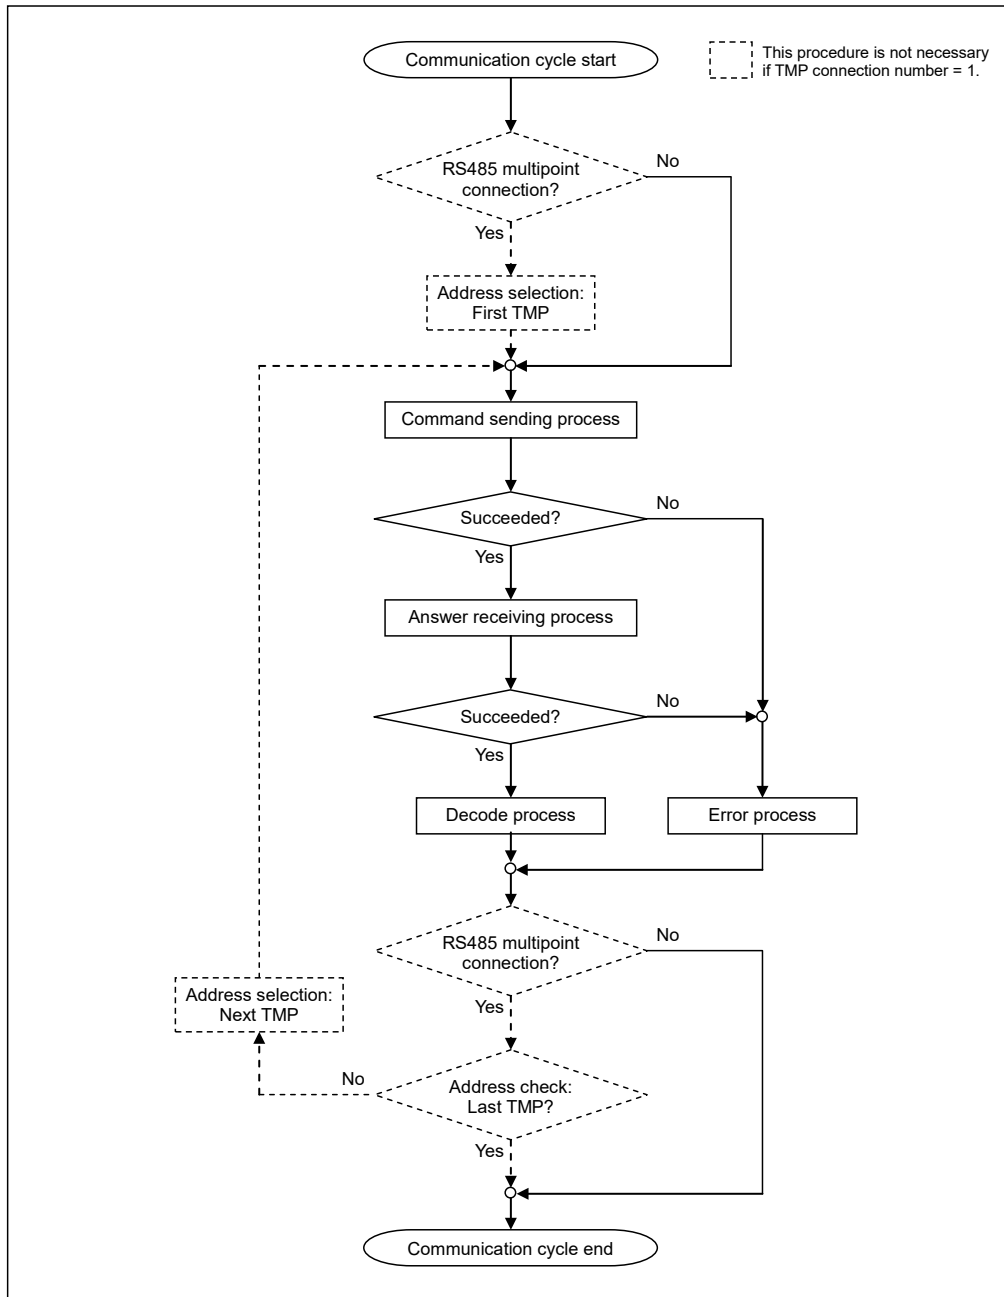 Communication cycle start
This procedure is not necessary
if TMP connection number = 1.
RS485 multipoint
connection?
No
Yes
Address selection:
First TMP
Command sending process
Succeeded?
No
Yes
Answer receiving process
Succeeded?
No
Yes
Decode process
Error process
RS485 multipoint
connection?
No
Yes
Address selection:
Next TMP
No
Address check:
Last TMP?
Yes
Communication cycle end